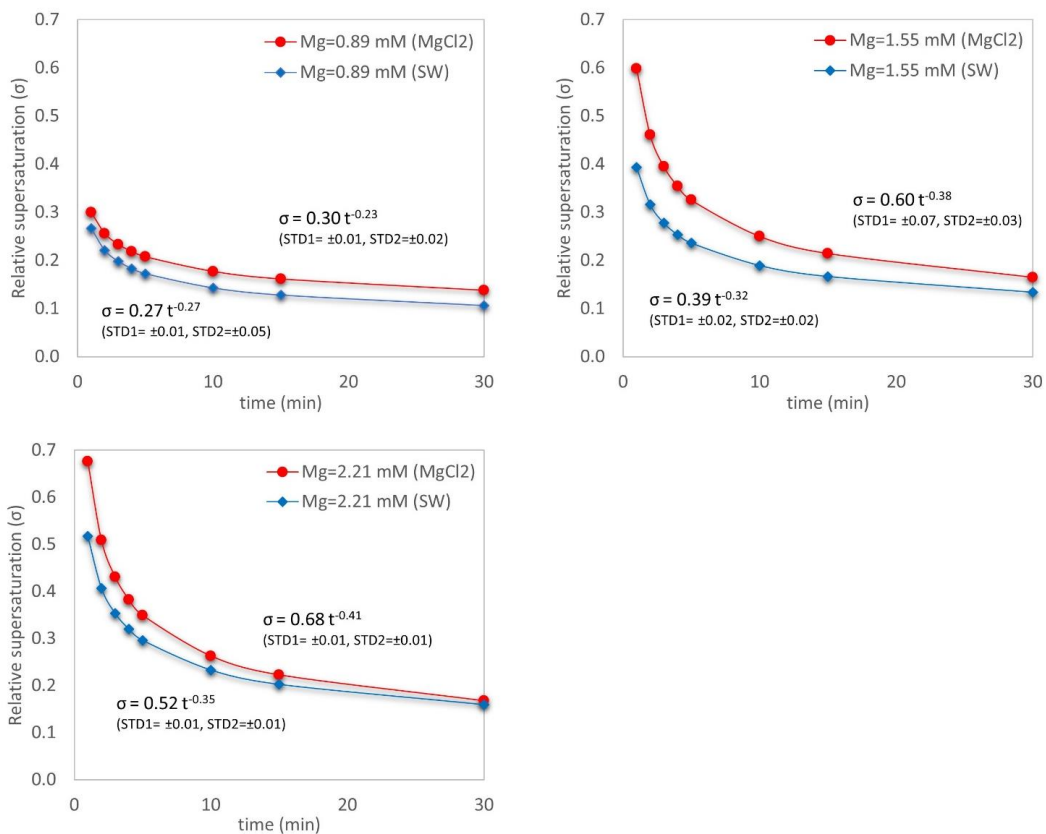 0.7
0.6
0.5
0.4
0.3
0.2
0.1
0.0
Relative supersaturation (σ)
Mg=0.89 mM (MgCl2)
Mg=0.89 mM (SW)
σ = 0.30 t-0.23
(STD1= ±0.01, STD2=±0.02)
σ = 0.27 t-0.27
(STD1= ±0.01, STD2=±0.05)
0 10 20 30
time (min)
0.7
0.6
0.5
0.4
0.3
0.2
0.1
0.0
Relative supersaturation (σ)
Mg=1.55 mM (MgCl2)
Mg=1.55 mM (SW)
σ = 0.60 t-0.38
(STD1= ±0.07, STD2=±0.03)
σ = 0.39 t-0.32
(STD1= ±0.02, STD2=±0.02)
0 10 20 30
time (min)
0.7
0.6
0.5
0.4
0.3
0.2
0.1
0.0
Relative supersaturation (σ)
Mg=2.21 mM (MgCl2)
Mg=2.21 mM (SW)
σ = 0.68 t-0.41
(STD1= ±0.01, STD2=±0.01)
σ = 0.52 t-0.35
(STD1= ±0.01, STD2=±0.01)
0 10 20 30
time (min)